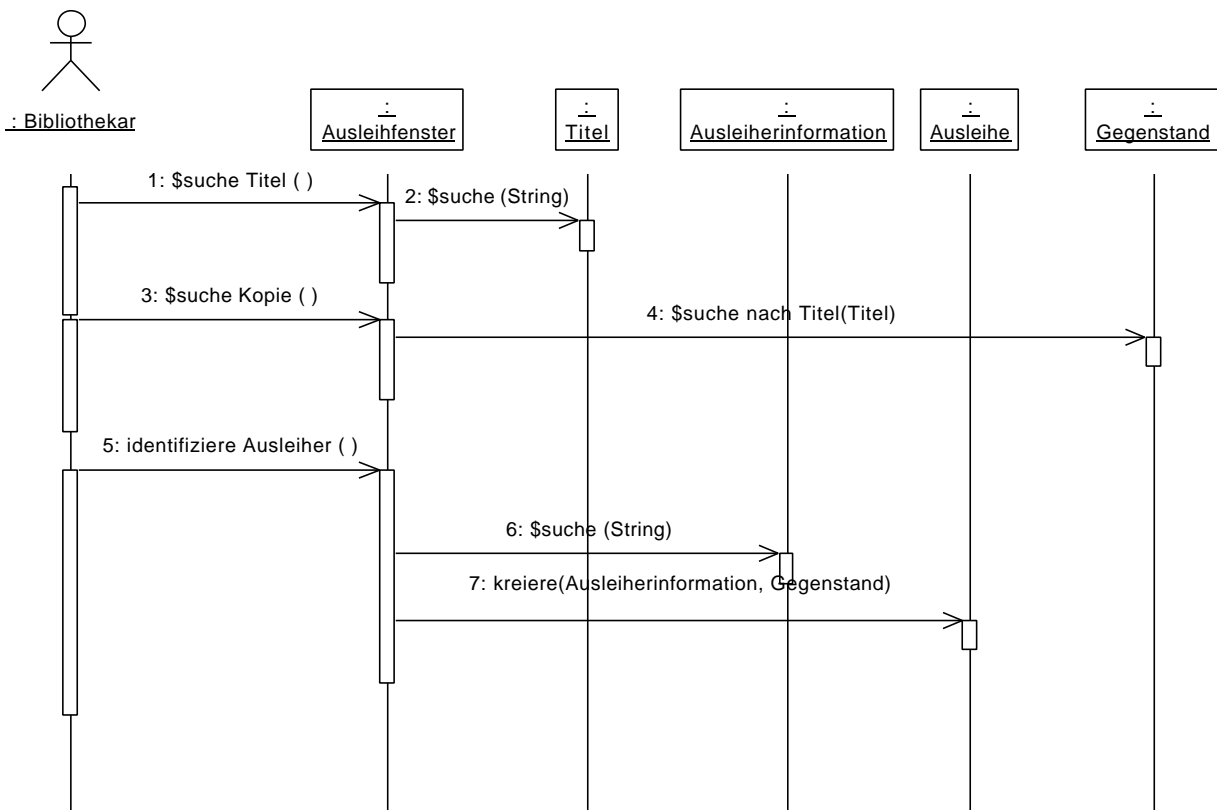 : Bibliothekar
:
Ausleihfenster
:
Titel
:
Ausleiherinformation
:
Ausleihe
:
Gegenstand
1: $suche Titel ( )
2: $suche (String)
3: $suche Kopie ( )
4: $suche nach Titel(Titel)
5: identifiziere Ausleiher ( )
6: $suche (String)
7: kreiere(Ausleiherinformation, Gegenstand)